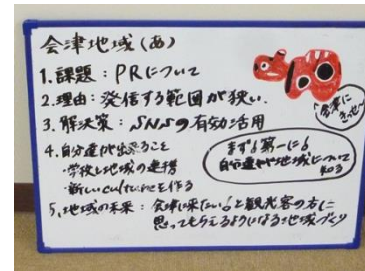 会津地域(あ)
1.課題:PRについて
2.理由:発信する範囲が狭い.
3.解決策:SNSの有効活用
4.自分達が出来ること
・学校と地域の連携
・新しいcultureを作る
5.地域の未来:会津に来たい!と観光客の方に
思ってもらえるようになる地域づくり
会津に
まず第一に
自分達が地域について
知る